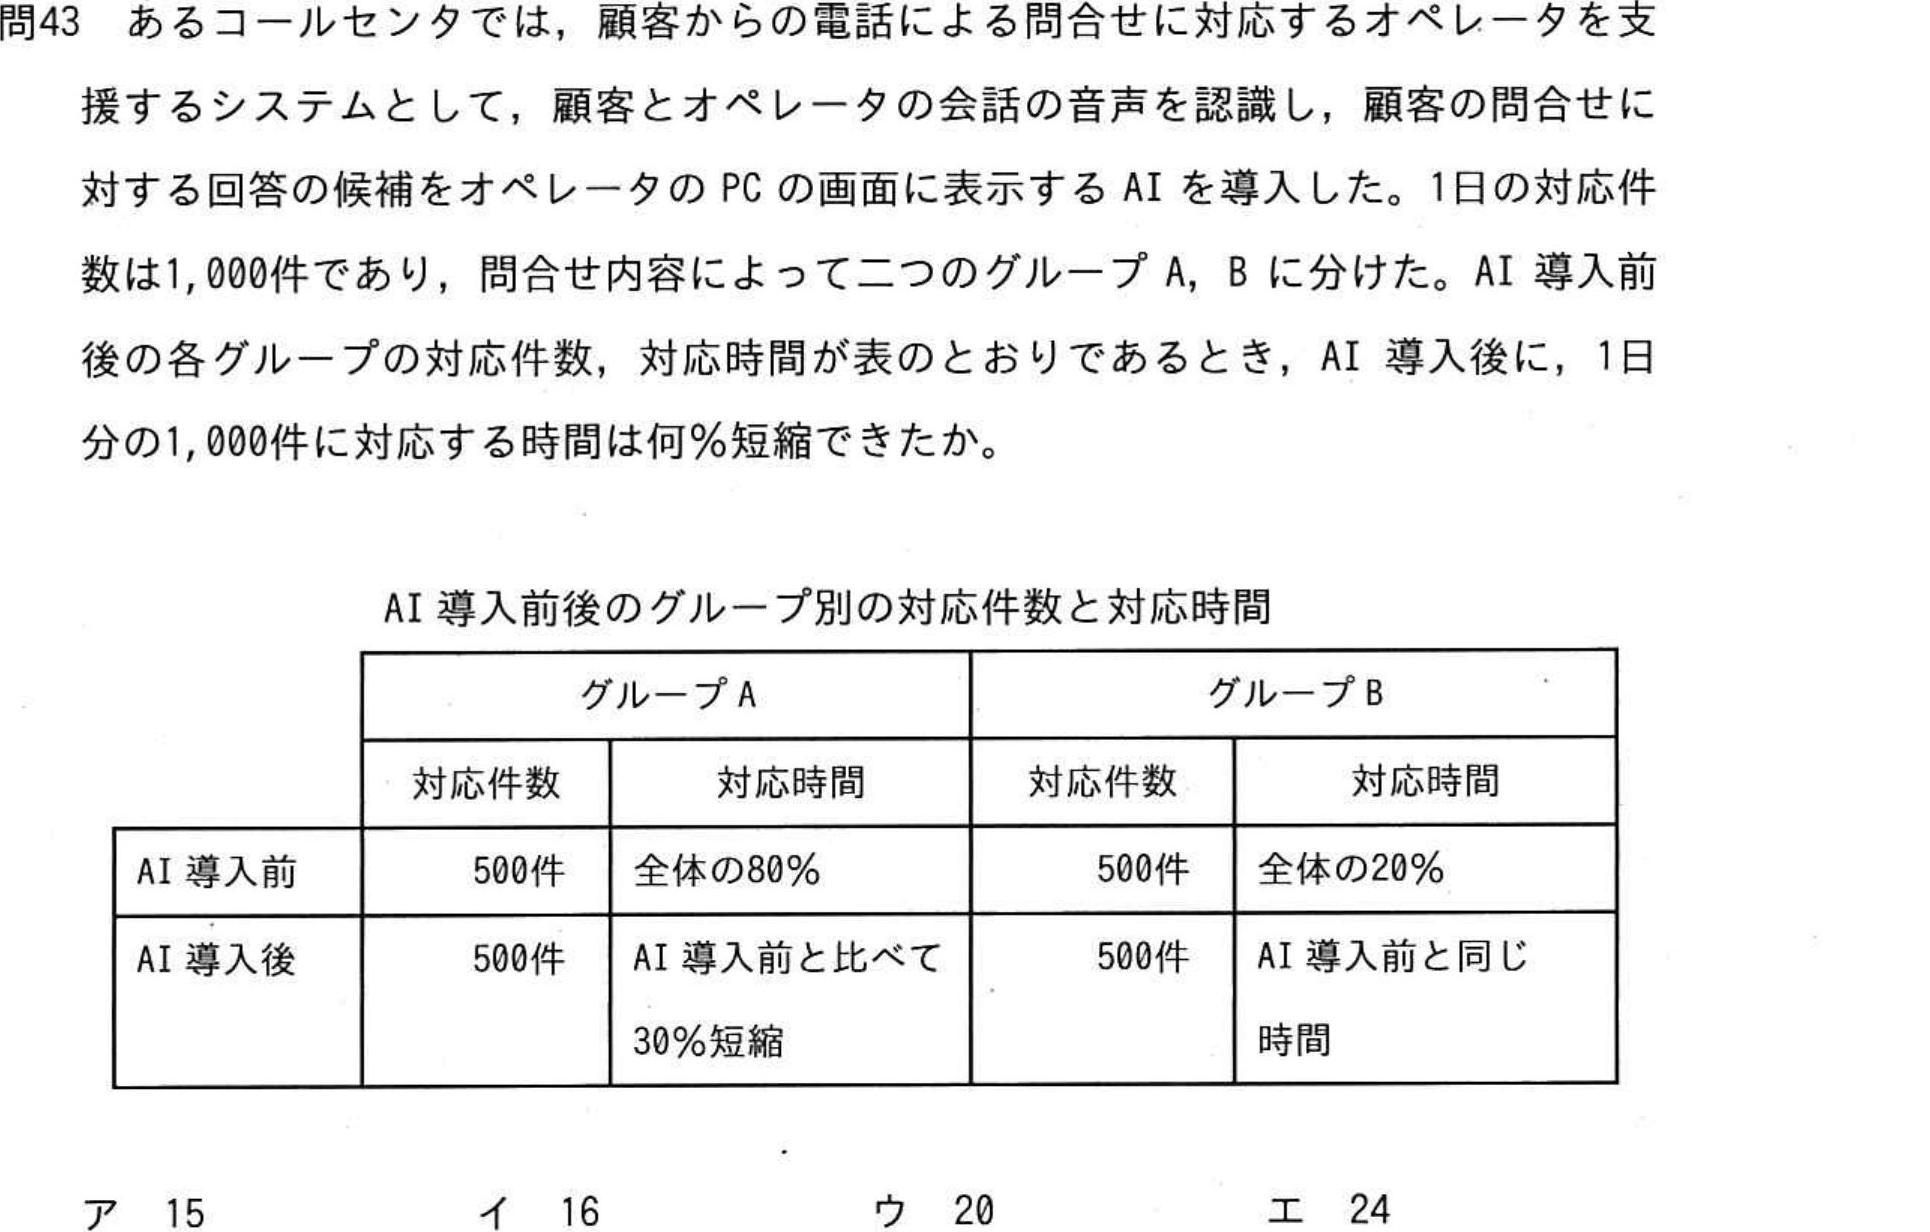 問43 あるコールセンタでは，顧客からの電話による問合せに対応するオペレータを支
援するシステムとして，顧客とオペレータの会話の音声を認識し，顧客の問合せに
対する回答の候補をオペレータの PC の画面に表示する AI を導入した。1日の対応件
数は1,000件であり，問合せ内容によって二つのグループ A，B に分けた。AI 導入前
後の各グループの対応件数，対応時間が表のとおりであるとき，AI 導入後に，1日
分の1,000件に対応する時間は何％短縮できたか。
AI 導入前後のグループ別の対応件数と対応時間
グループ A グループ B
対応件数 対応時間 対応件数 対応時間
AI 導入前 500件 全体の80％ 500件 全体の20％
AI 導入後 500件 AI 導入前と比べて 500件 AI 導入前と同じ
30％短縮 時間
ア 15 イ 16 ウ 20 エ 24